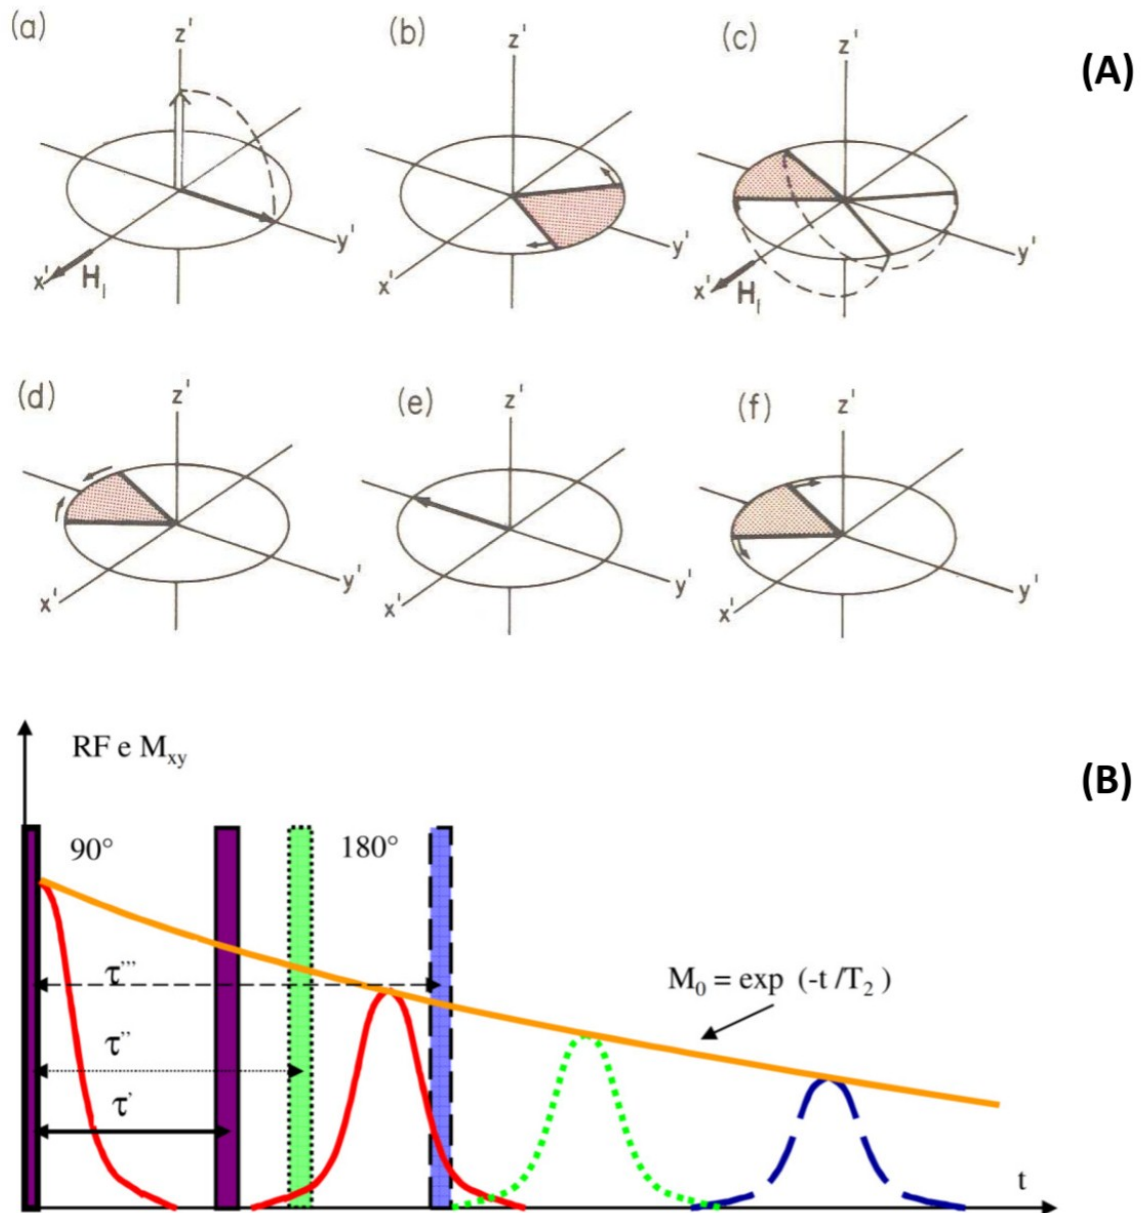 (A)
(a)
z'
y'
x'
H₁
(b)
z'
y'
x'
(c)
z'
y'
x'
H₁
(d)
z'
y'
x'
(e)
z'
y'
x'
(f)
z'
y'
x'
(B)
RF e Mxy
90°
180°
τ'''
τ''
τ'
M₀ = exp (-t /T₂ )
t